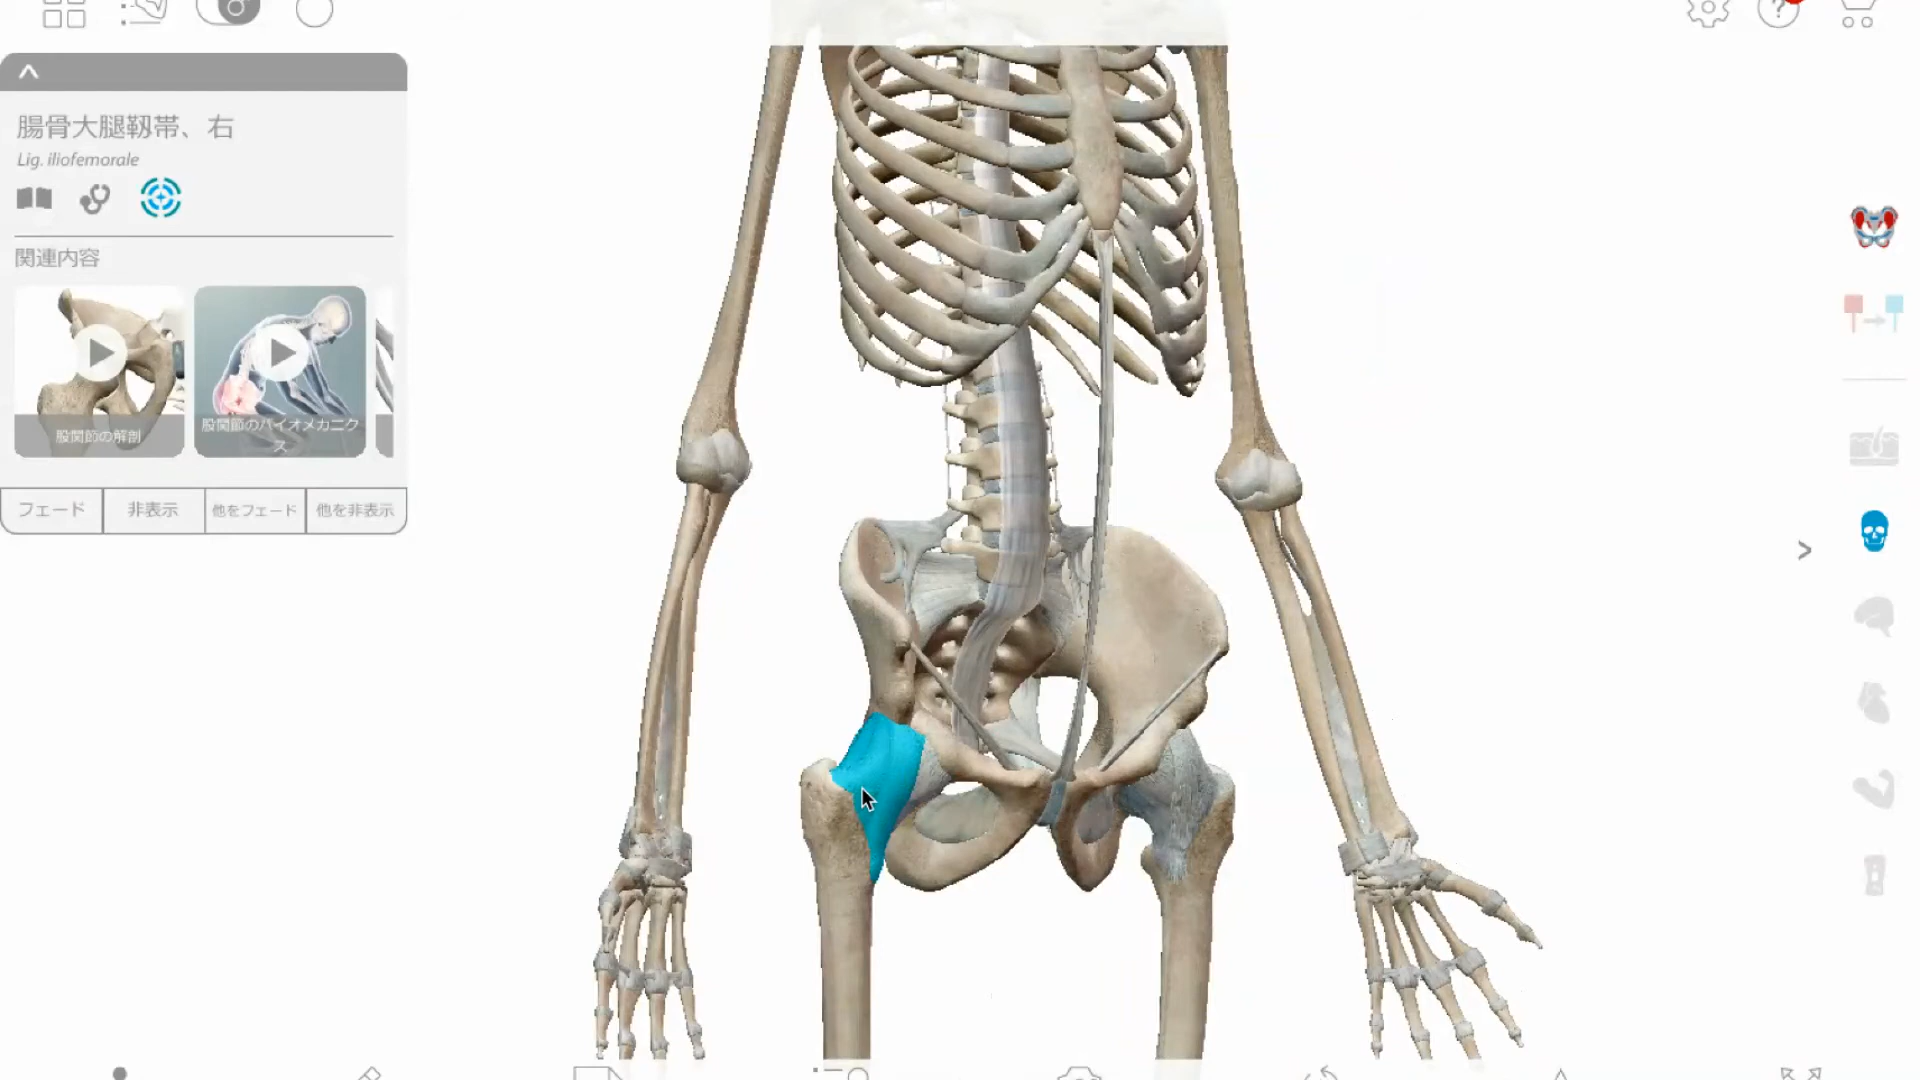 腸骨大腿靱帯、右
Lig. iliofemorale
関連内容
股関節の解剖
股関節のバイオメカニク
ス
フェード
非表示
他をフェード
他を非表示